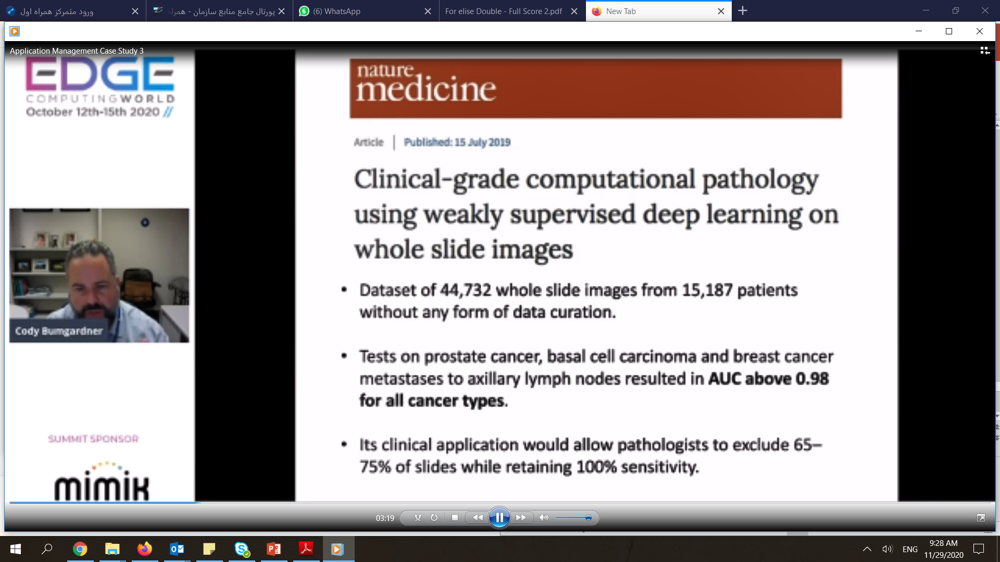 ورود متمرکز همراه اول
پورتال جامع منابع سازمان - همراه
(6) WhatsApp
For elise Double - Full Score 2.pdf
New Tab
Application Management Case Study 3
EDGE
COMPUTINGWORLD
October 12th-15th 2020 //
Cody Bumgardner
SUMMIT SPONSOR
mimik
nature
medicine
Article | Published: 15 July 2019
Clinical-grade computational pathology
using weakly supervised deep learning on
whole slide images
• Dataset of 44,732 whole slide images from 15,187 patients
without any form of data curation.
• Tests on prostate cancer, basal cell carcinoma and breast cancer
metastases to axillary lymph nodes resulted in AUC above 0.98
for all cancer types.
• Its clinical application would allow pathologists to exclude 65–
75% of slides while retaining 100% sensitivity.
03:19
ENG
9:28 AM
11/29/2020